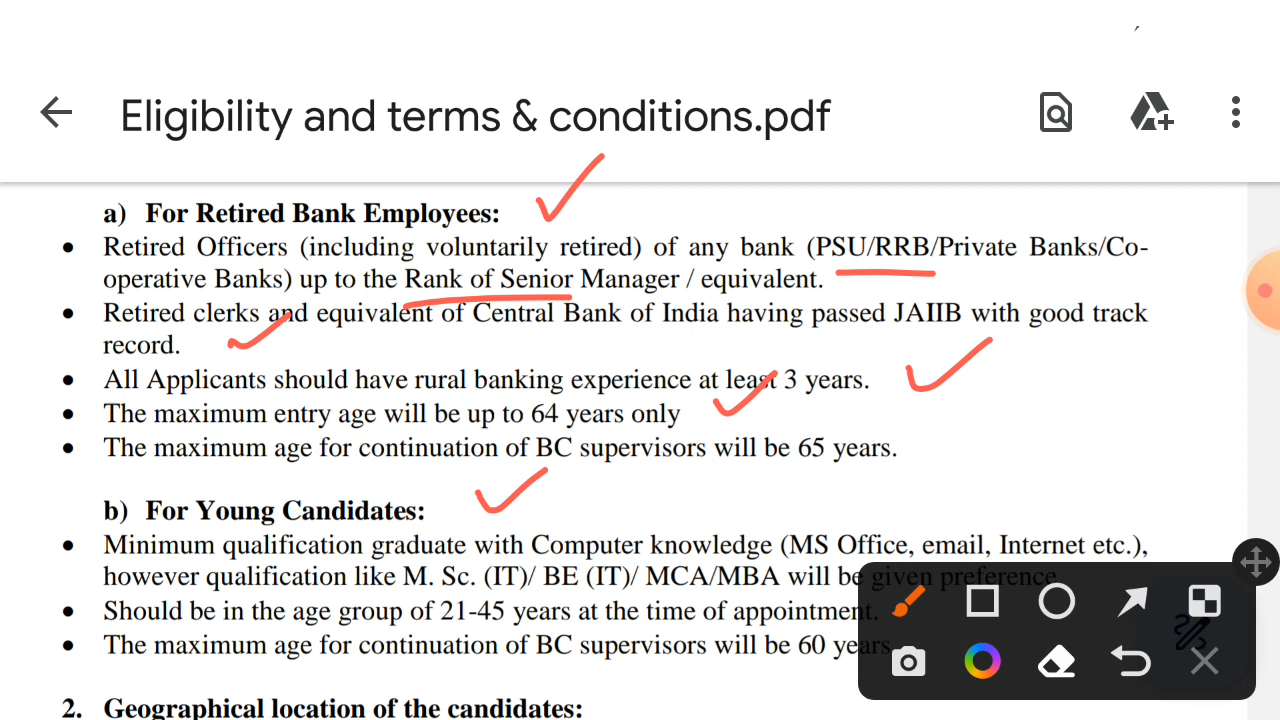 Eligibility and terms & conditions.pdf
a) For Retired Bank Employees:
• Retired Officers (including voluntarily retired) of any bank (PSU/RRB/Private Banks/Co-
operative Banks) up to the Rank of Senior Manager / equivalent.
• Retired clerks and equivalent of Central Bank of India having passed JAIIB with good track
record.
• All Applicants should have rural banking experience at least 3 years.
• The maximum entry age will be up to 64 years only
• The maximum age for continuation of BC supervisors will be 65 years.
b) For Young Candidates:
• Minimum qualification graduate with Computer knowledge (MS Office, email, Internet etc.),
however qualification like M. Sc. (IT)/ BE (IT)/ MCA/MBA will be given preference
• Should be in the age group of 21-45 years at the time of appointment.
• The maximum age for continuation of BC supervisors will be 60 years
2. Geographical location of the candidates: